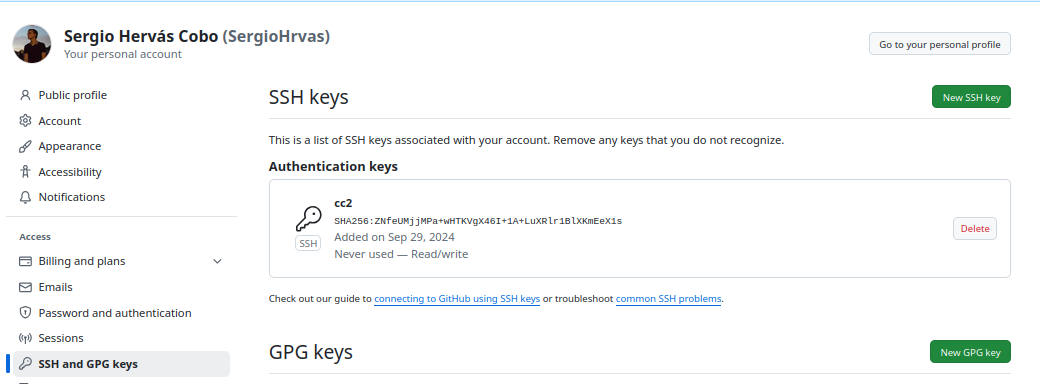 Sergio Hervás Cobo (SergioHrvas)
Your personal account
Go to your personal profile
Public profile
Account
Appearance
Accessibility
Notifications
Access
Billing and plans
Emails
Password and authentication
Sessions
SSH and GPG keys
SSH keys
New SSH key
This is a list of SSH keys associated with your account. Remove any keys that you do not recognize.
Authentication keys
cc2
SHA256:ZNfeUMjjMPa+wHTKVgX46I+1A+LuXRlr1BlXKmEeX1s
SSH
Added on Sep 29, 2024
Never used — Read/write
Delete
Check out our guide to connecting to GitHub using SSH keys or troubleshoot common SSH problems.
GPG keys
New GPG key